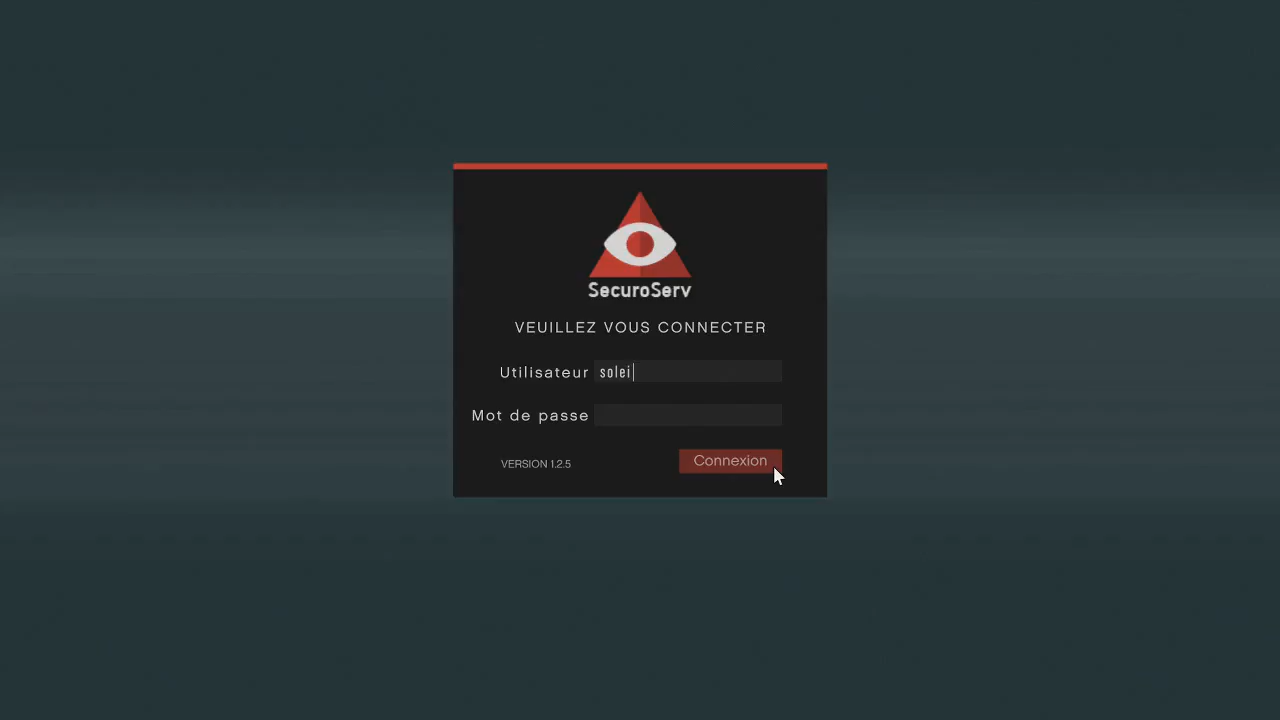 SecuroServ
VEUILLEZ VOUS CONNECTER
Utilisateur solei
Mot de passe
VERSION 1.2.5 Connexion